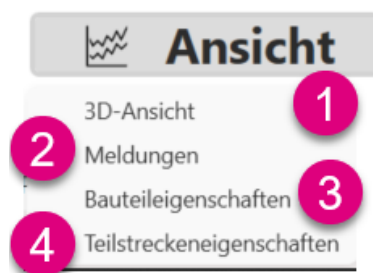 Ansicht
3D-Ansicht 1
2 Meldungen
Bauteileigenschaften 3
4 Teilstreckeneigenschaften